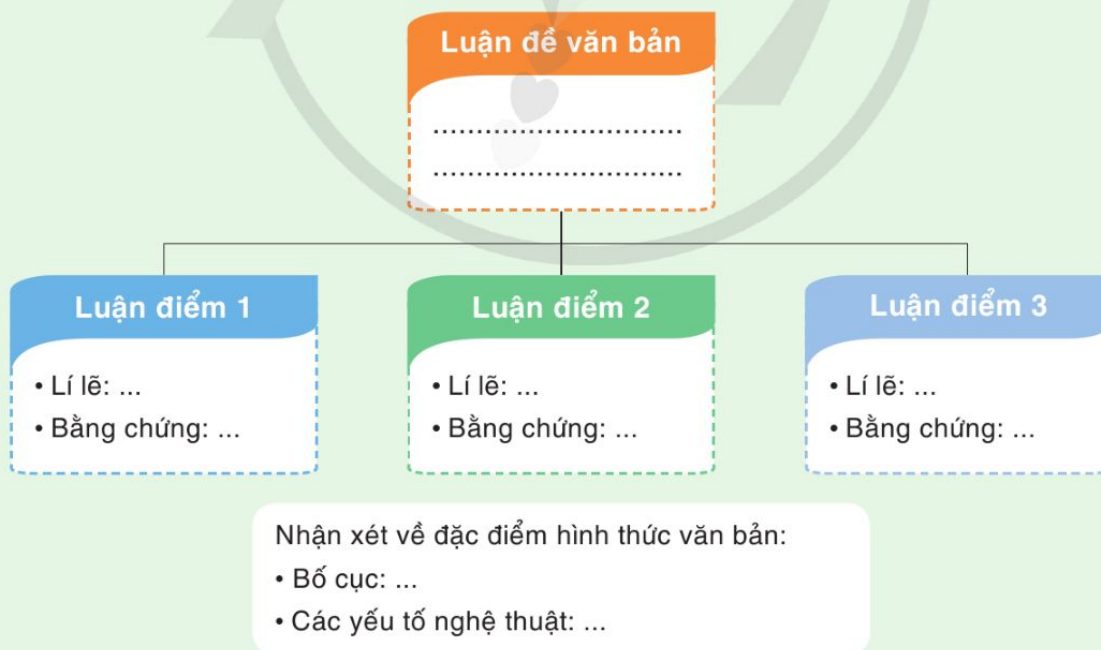 Luận đề văn bản
.............................
.............................
Luận điểm 1
• Lí lẽ: ...
• Bằng chứng: ...
Luận điểm 2
• Lí lẽ: ...
• Bằng chứng: ...
Luận điểm 3
• Lí lẽ: ...
• Bằng chứng: ...
Nhận xét về đặc điểm hình thức văn bản:
• Bố cục: ...
• Các yếu tố nghệ thuật: ...